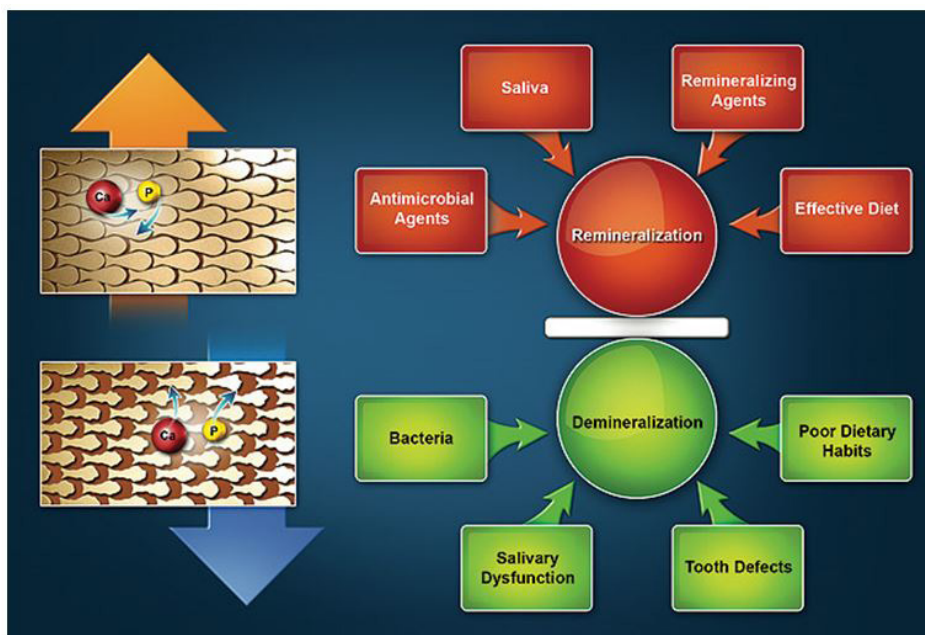 Saliva
Remineralizing
Agents
Antimicrobial
Agents
Effective Diet
Remineralization
Ca
P
Ca
P
Demineralization
Bacteria
Poor Dietary
Habits
Salivary
Dysfunction
Tooth Defects